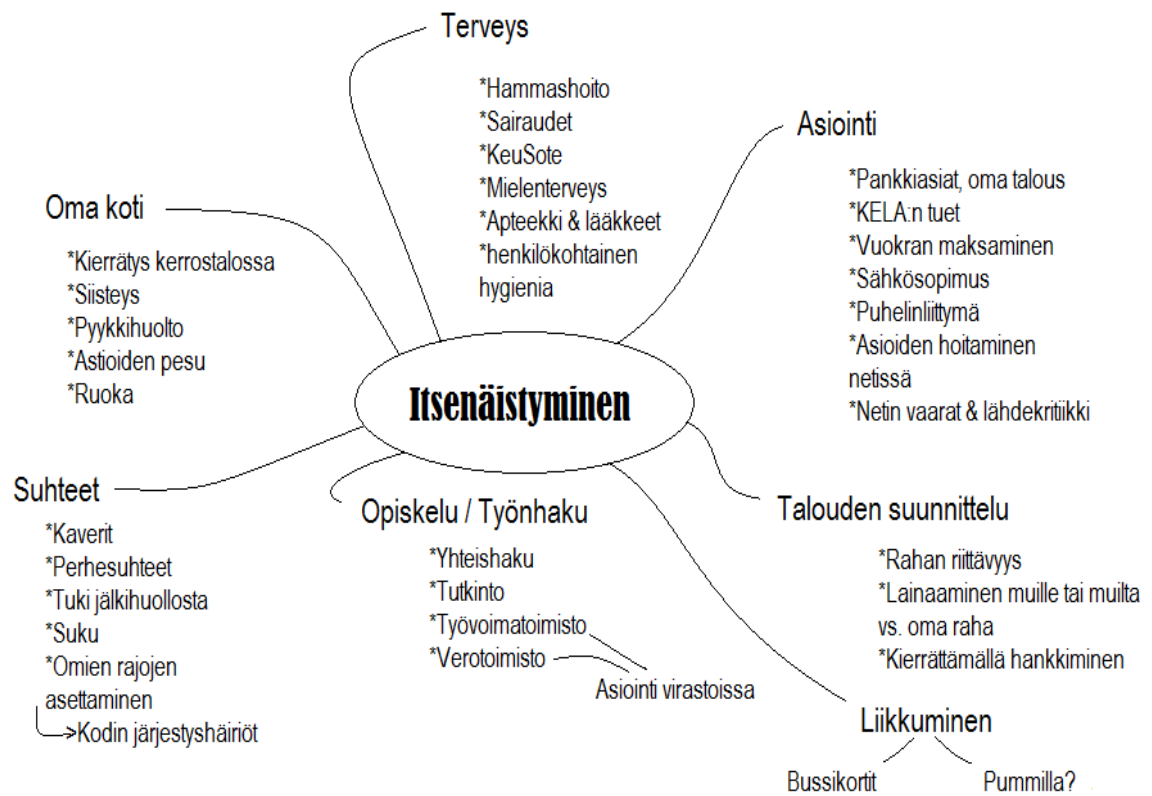 Terveys
*Hammashoito
*Sairaudet
*KeuSote
*Mielenterveys
*Apteekki & lääkkeet
*henkilökohtainen
hygienia
Asiointi
*Pankkiasiat, oma talous
*KELA:n tuet
*Vuokran maksaminen
*Sähkösopimus
*Puhelinliittymä
*Asioiden hoitaminen
netissä
*Netin vaarat & lähdekritiikki
Oma koti
*Kierrätys kerrostalossa
*Siisteys
*Pyykkihuolto
*Astioiden pesu
*Ruoka
Itsenäistyminen
Suhteet
*Kaverit
*Perhesuhteet
*Tuki jälkihuollosta
*Suku
*Omien rajojen
asettaminen
Kodin järjestyshäiriöt
Opiskelu / Työnhaku
*Yhteishaku
*Tutkinto
*Työvoimatoimisto
*Verotoimisto
Asiointi virastoissa
Talouden suunnittelu
*Rahan riittävyys
*Lainaaminen muille tai muilta
vs. oma raha
*Kierrättämällä hankkiminen
Liikkuminen
Bussikortit
Pummilla?